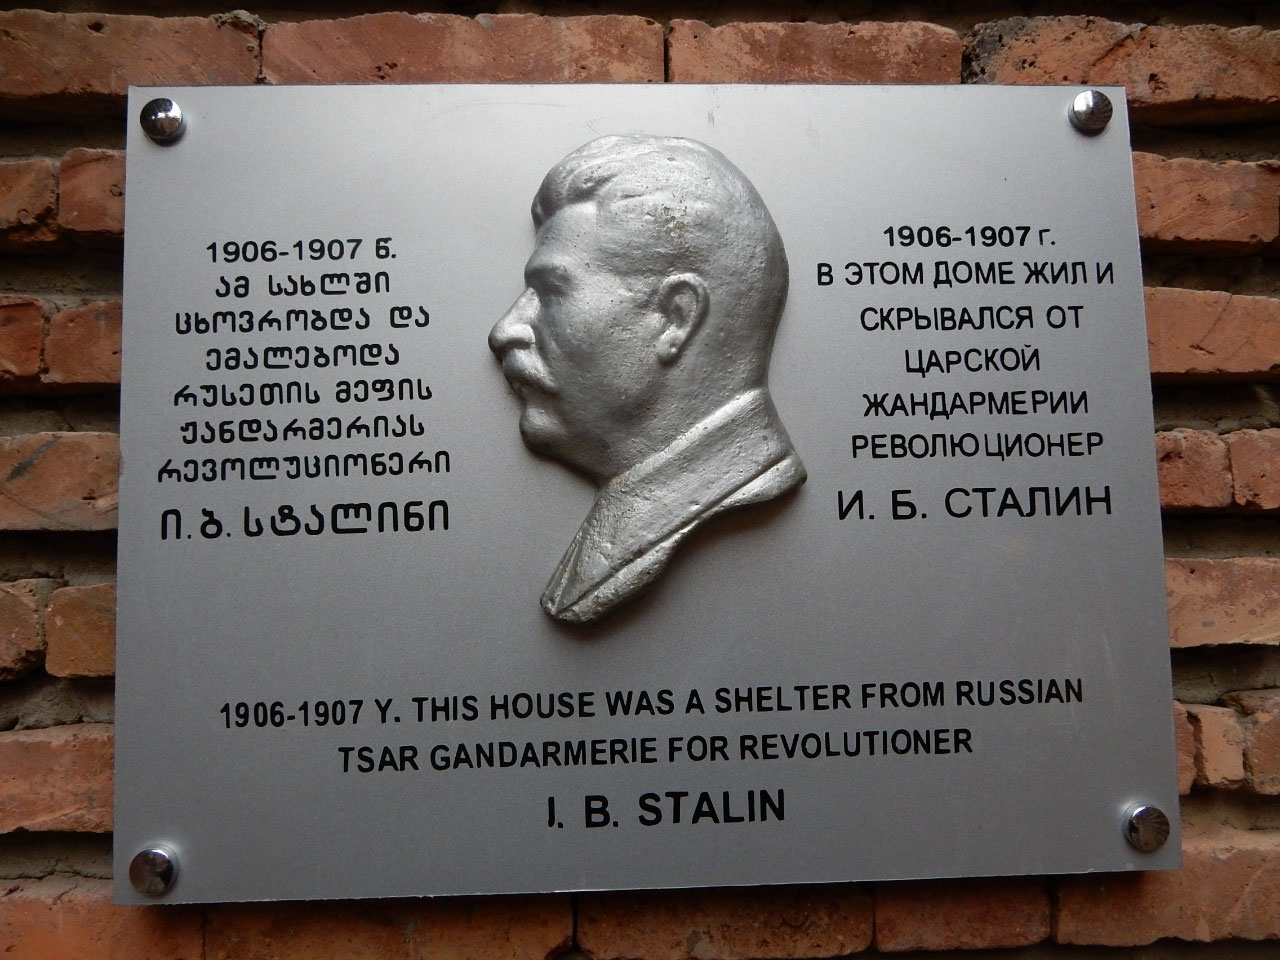 1906-1907 წ.
ამ სახლში
ცხოვრობდა და
ემალებოდა
რუსეთის მეფის
ჟანდარმერიას
რევოლუციონერი
ი. ბ. სტალინი
1906-1907 г.
В ЭТОМ ДОМЕ ЖИЛ И
СКРЫВАЛСЯ ОТ
ЦАРСКОЙ
ЖАНДАРМЕРИИ
РЕВОЛЮЦИОНЕР
И. Б. СТАЛИН
1906-1907 Y. THIS HOUSE WAS A SHELTER FROM RUSSIAN
TSAR GANDARMERIE FOR REVOLUTIONER
I. B. STALIN